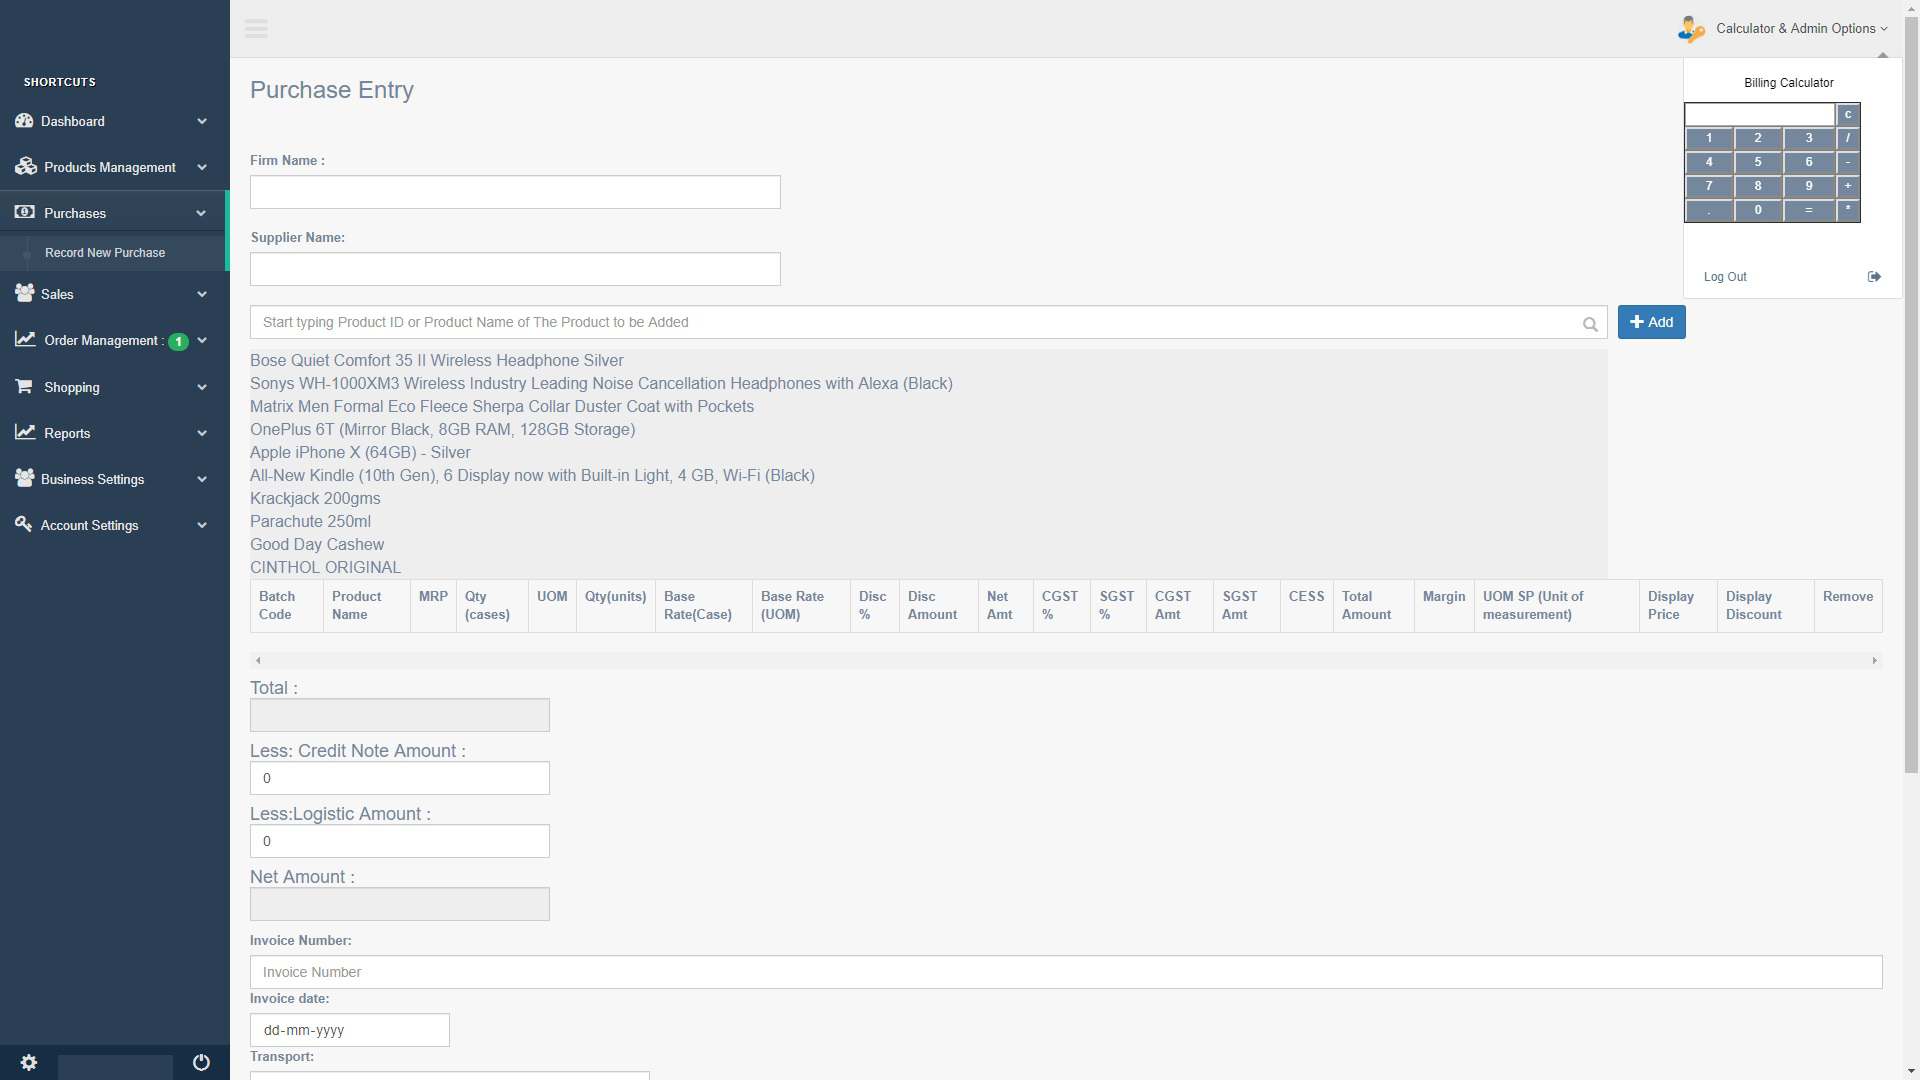 Calculator & Admin Options
SHORTCUTS
Dashboard
Products Management
Purchases
Record New Purchase
Sales
Order Management : 1
Shopping
Reports
Business Settings
Account Settings
Billing Calculator
C
1 2 3 /
4 5 6 -
7 8 9 +
. 0 = *
Log Out
Purchase Entry
Firm Name :
Supplier Name:
Start typing Product ID or Product Name of The Product to be Added
Add
Bose Quiet Comfort 35 II Wireless Headphone Silver
Sonys WH-1000XM3 Wireless Industry Leading Noise Cancellation Headphones with Alexa (Black)
Matrix Men Formal Eco Fleece Sherpa Collar Duster Coat with Pockets
OnePlus 6T (Mirror Black, 8GB RAM, 128GB Storage)
Apple iPhone X (64GB) - Silver
All-New Kindle (10th Gen), 6 Display now with Built-in Light, 4 GB, Wi-Fi (Black)
Krackjack 200gms
Parachute 250ml
Good Day Cashew
CINTHOL ORIGINAL
Batch Code
Product Name
MRP
Qty (cases)
UOM
Qty(units)
Base Rate(Case)
Base Rate (UOM)
Disc %
Disc Amount
Net Amt
CGST %
SGST %
CGST Amt
SGST Amt
CESS
Total Amount
Margin
UOM SP (Unit of measurement)
Display Price
Display Discount
Remove
Total :
Less: Credit Note Amount :
0
Less:Logistic Amount :
0
Net Amount :
Invoice Number:
Invoice Number
Invoice date:
dd-mm-yyyy
Transport: